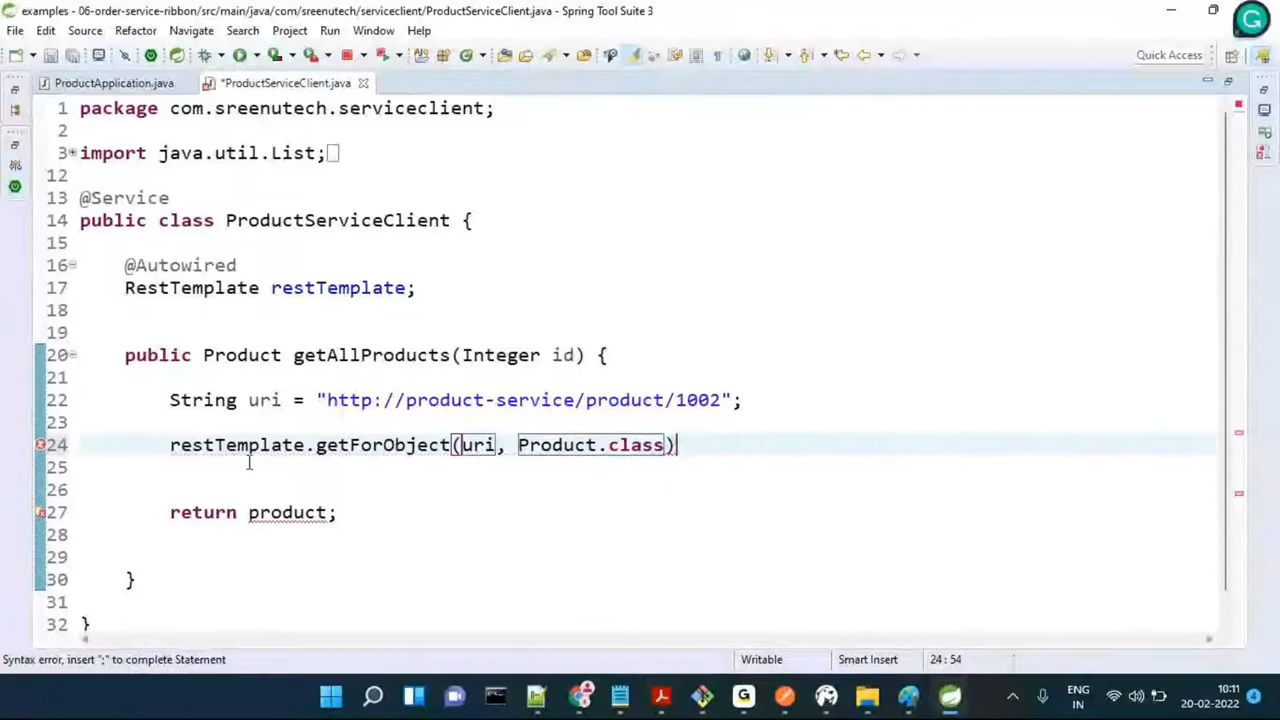 examples - 06-order-service-ribbon/src/main/java/com/sreenutech/serviceclient/ProductServiceClient.java - Spring Tool Suite 3
File Edit Source Refactor Navigate Search Project Run Window Help
Quick Access
ProductApplication.java *ProductServiceClient.java
1 package com.sreenutech.serviceclient;
2
3 import java.util.List;
12
13 @Service
14 public class ProductServiceClient {
15
16 @Autowired
17 RestTemplate restTemplate;
18
19
20 public Product getAllProducts(Integer id) {
21
22 String uri = "http://product-service/product/1002";
23
24 restTemplate.getForObject(uri, Product.class)
25
26
27 return product;
28
29
30 }
31
32 }
Syntax error, insert ";" to complete Statement Writable Smart Insert 24 : 54
ENG
IN
10:11
20-02-2022
4